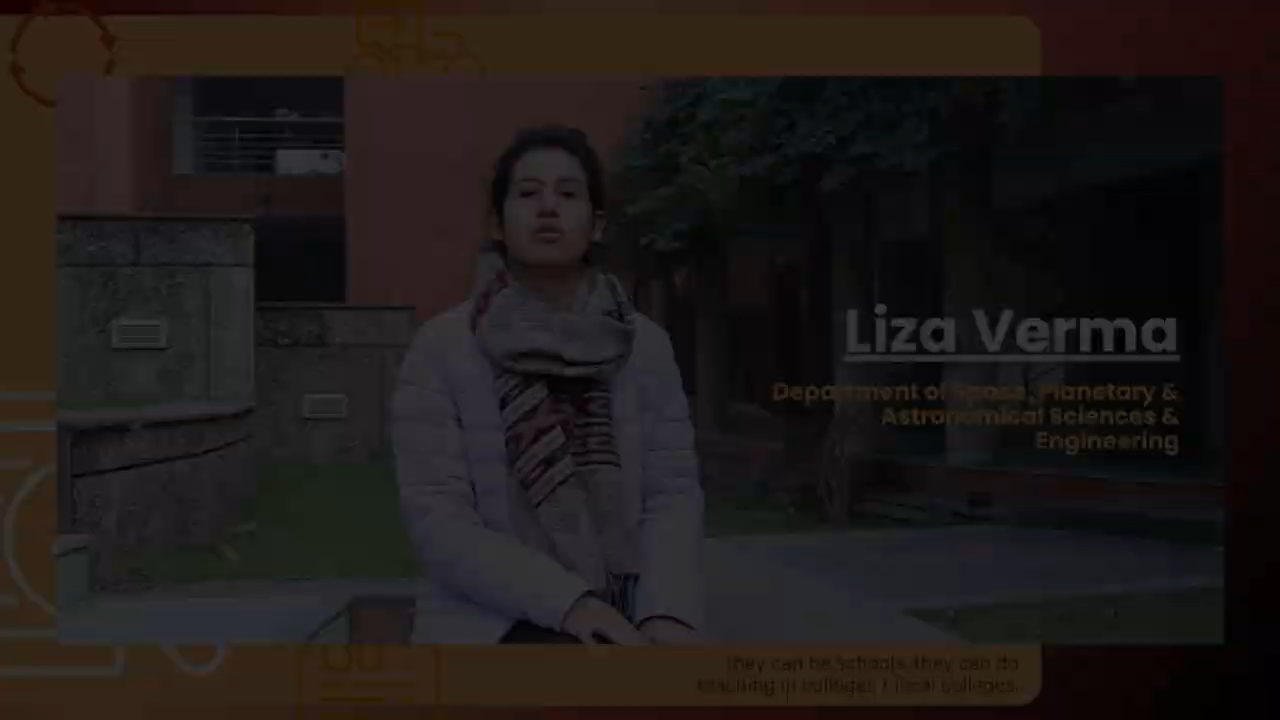 Liza Verma
Department of Space, Planetary &
Astronomical Sciences &
Engineering
They can be schools, they can do
teaching in colleges / local colleges.